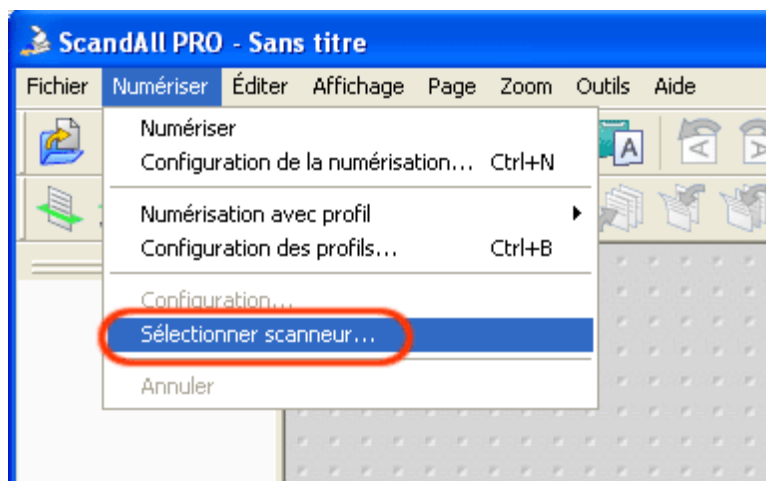 ScandAll PRO - Sans titre
Fichier Numériser Éditer Affichage Page Zoom Outils Aide
Numériser
Configuration de la numérisation... Ctrl+N
Numérisation avec profil
Configuration des profils... Ctrl+B
Configuration...
Sélectionner scanneur...
Annuler
A
A